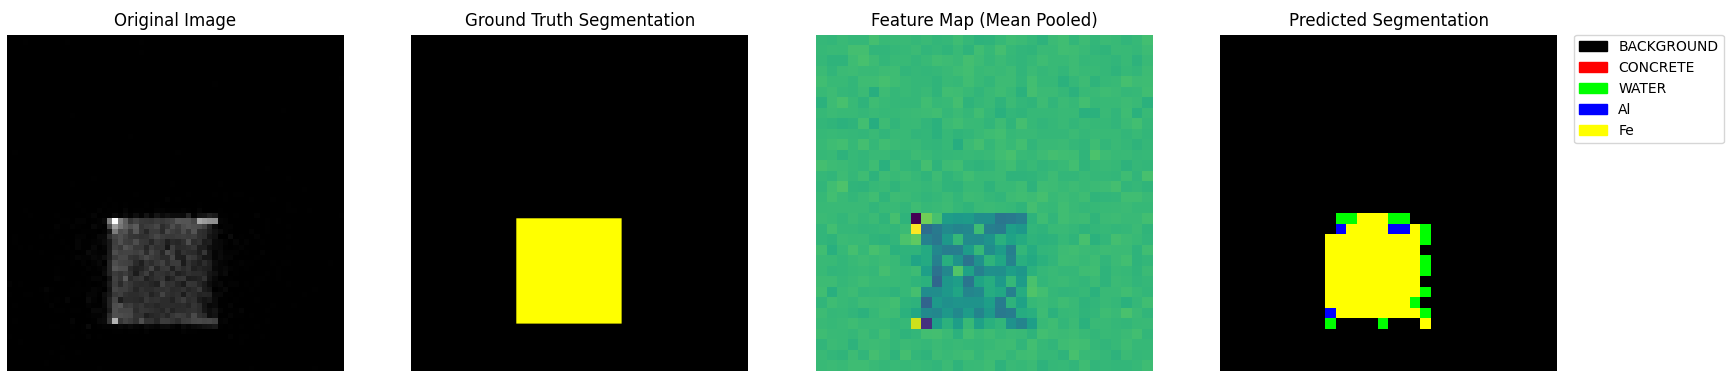 Original Image
Ground Truth Segmentation
Feature Map (Mean Pooled)
Predicted Segmentation
BACKGROUND
CONCRETE
WATER
Al
Fe